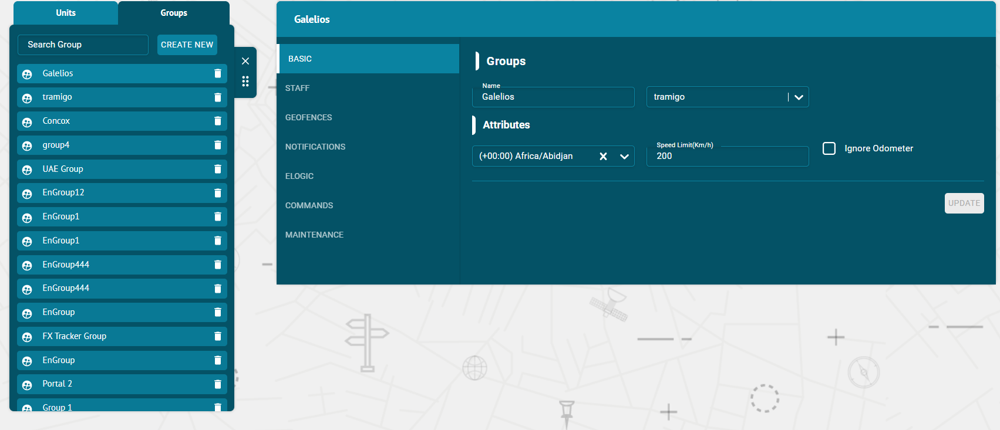 Units
Groups
Search Group
CREATE NEW
Galelios
tramigo
Concox
group4
UAE Group
EnGroup12
EnGroup1
EnGroup1
EnGroup444
EnGroup444
EnGroup
FX Tracker Group
EnGroup
Portal 2
Group 1
Galelios
BASIC
STAFF
GEOFENCES
NOTIFICATIONS
ELOGIC
COMMANDS
MAINTENANCE
Groups
Name
Galelios
tramigo
Attributes
(+00:00) Africa/Abidjan
Speed Limit(Km/h)
200
Ignore Odometer
UPDATE